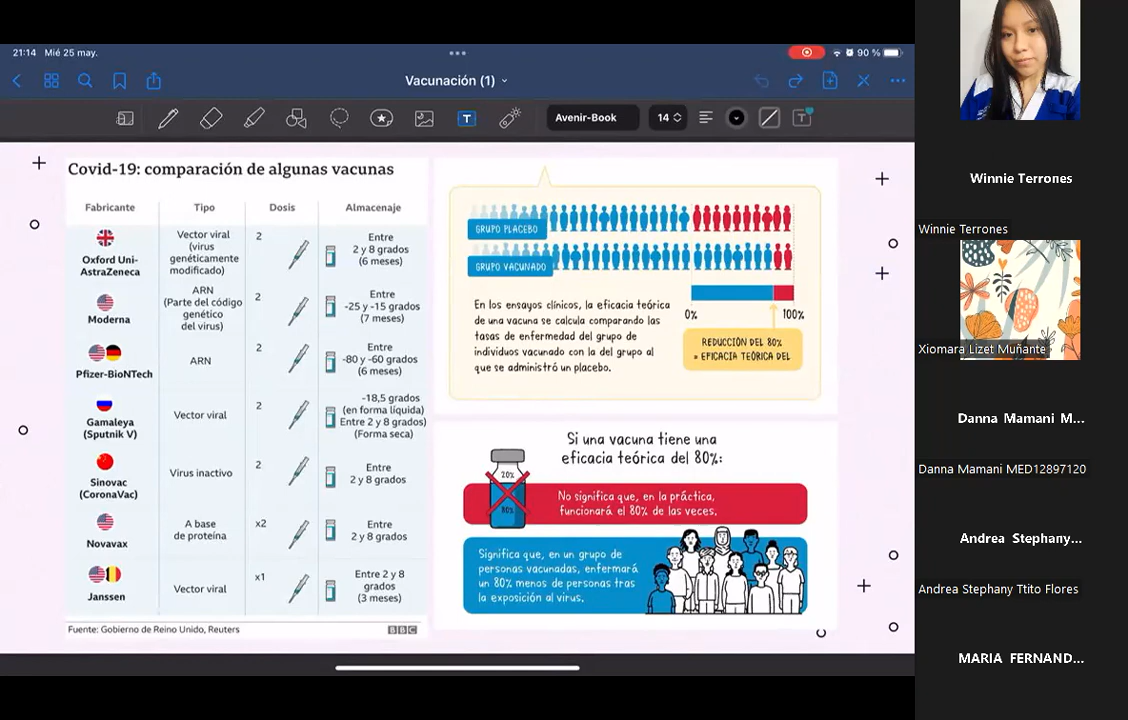 21:14 Mié 25 may.
90 %
Vacunación (1)
Avenir-Book
14
T
Covid-19: comparación de algunas vacunas
Fabricante Tipo Dosis Almacenaje
Oxford Uni-
AstraZeneca
Vector viral
(virus
genéticamente
modificado)
2
Entre
2 y 8 grados
(6 meses)
Moderna
ARN
(Parte del código
genético
del virus)
2
Entre
-25 y -15 grados
(7 meses)
Pfizer-BioNTech
ARN
2
Entre
-80 y -60 grados
(6 meses)
Gamaleya
(Sputnik V)
Vector viral
2
-18,5 grados
(en forma líquida)
Entre 2 y 8 grados)
(Forma seca)
Sinovac
(CoronaVac)
Virus inactivo
2
Entre
2 y 8 grados
Novavax
A base
de proteína
x2
Entre
2 y 8 grados
Janssen
Vector viral
x1
Entre 2 y 8
grados
(3 meses)
Fuente: Gobierno de Reino Unido, Reuters
BBC
GRUPO PLACEBO
GRUPO VACUNADO
En los ensayos clínicos, la eficacia teórica
de una vacuna se calcula comparando las
tasas de enfermedad del grupo de
individuos vacunado con la del grupo al
que se administró un placebo.
0% 100%
REDUCCIÓN DEL 80%
= EFICACIA TEÓRICA DEL
Si una vacuna tiene una
eficacia teórica del 80%:
20%
80%
No significa que, en la práctica,
funcionará el 80% de las veces.
Significa que, en un grupo de
personas vacunadas, enfermará
un 80% menos de personas tras
la exposición al virus.
Winnie Terrones
Winnie Terrones
Xiomara Lizet Muñante
Danna Mamani M...
Danna Mamani MED12897120
Andrea Stephany...
Andrea Stephany Ttito Flores
MARIA FERNAND...